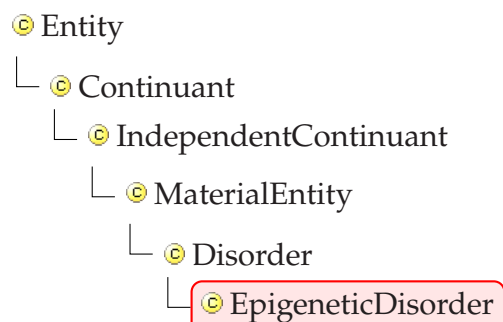 © Entity
© Continuant
© IndependentContinuant
© MaterialEntity
© Disorder
© EpigeneticDisorder